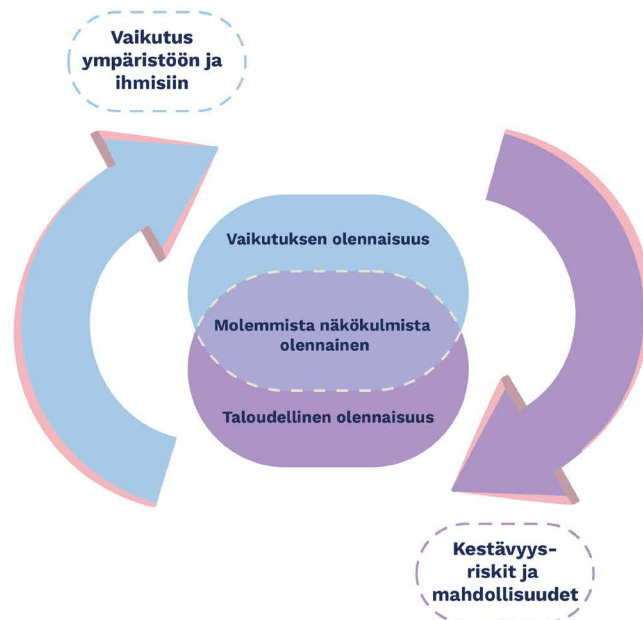 Vaikutus
ympäristöön ja
ihmisiin
Vaikutuksen olennaisuus
Molemmista näkökulmista
olennainen
Taloudellinen olennaisuus
Kestävyys-
riskit ja
mahdollisuudet